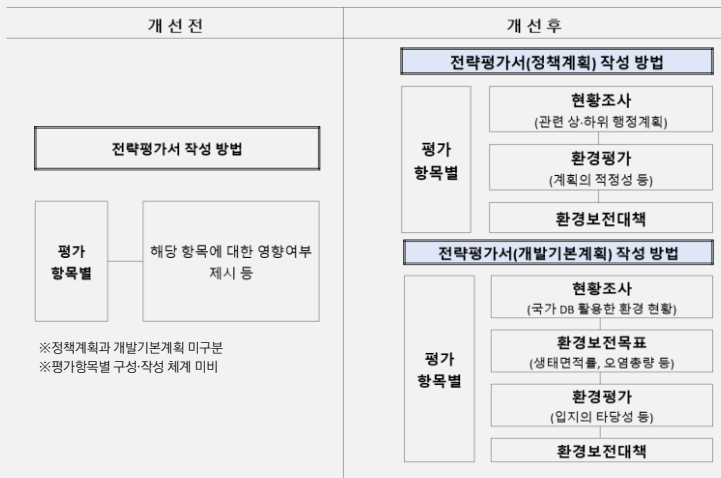 개 선 전
개 선 후
전략평가서 작성 방법
평가
항목별
해당 항목에 대한 영향여부
제시 등
※정책계획과 개발기본계획 미구분
※평가항목별 구성·작성 체계 미비
전략평가서(정책계획) 작성 방법
평가
항목별
현황조사
(관련 상·하위 행정계획)
환경평가
(계획의 적정성 등)
환경보전대책
전략평가서(개발기본계획) 작성 방법
평가
항목별
현황조사
(국가 DB 활용한 환경 현황)
환경보전목표
(생태면적률, 오염총량 등)
환경평가
(입지의 타당성 등)
환경보전대책